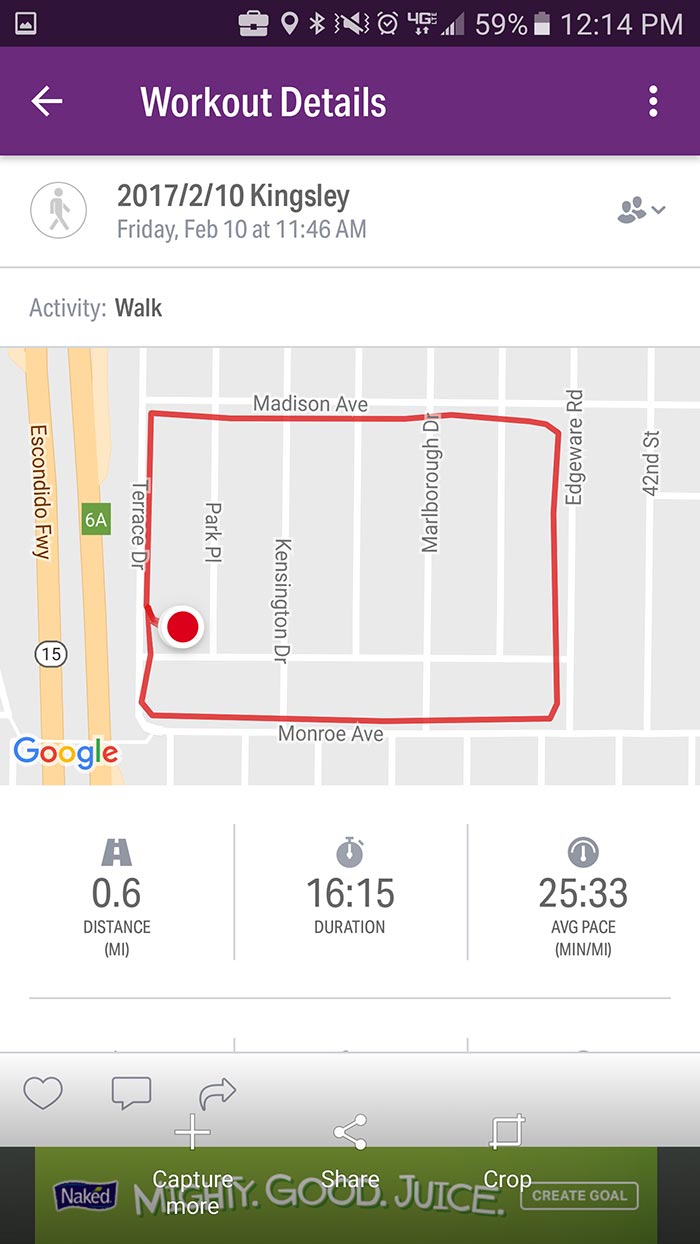 4G LTE 59% 12:14 PM
Workout Details
2017/2/10 Kingsley
Friday, Feb 10 at 11:46 AM
Activity: Walk
Madison Ave
Escondido Fwy
6A
Terrace Dr
Park Pl
Kensington Dr
Marlborough Dr
Edgeware Rd
42nd St
15
Monroe Ave
Google
0.6
DISTANCE
(MI)
16:15
DURATION
25:33
AVG PACE
(MIN/MI)
Capture more
Share
Crop
Naked
MIGHTY. GOOD. JUICE.
CREATE GOAL